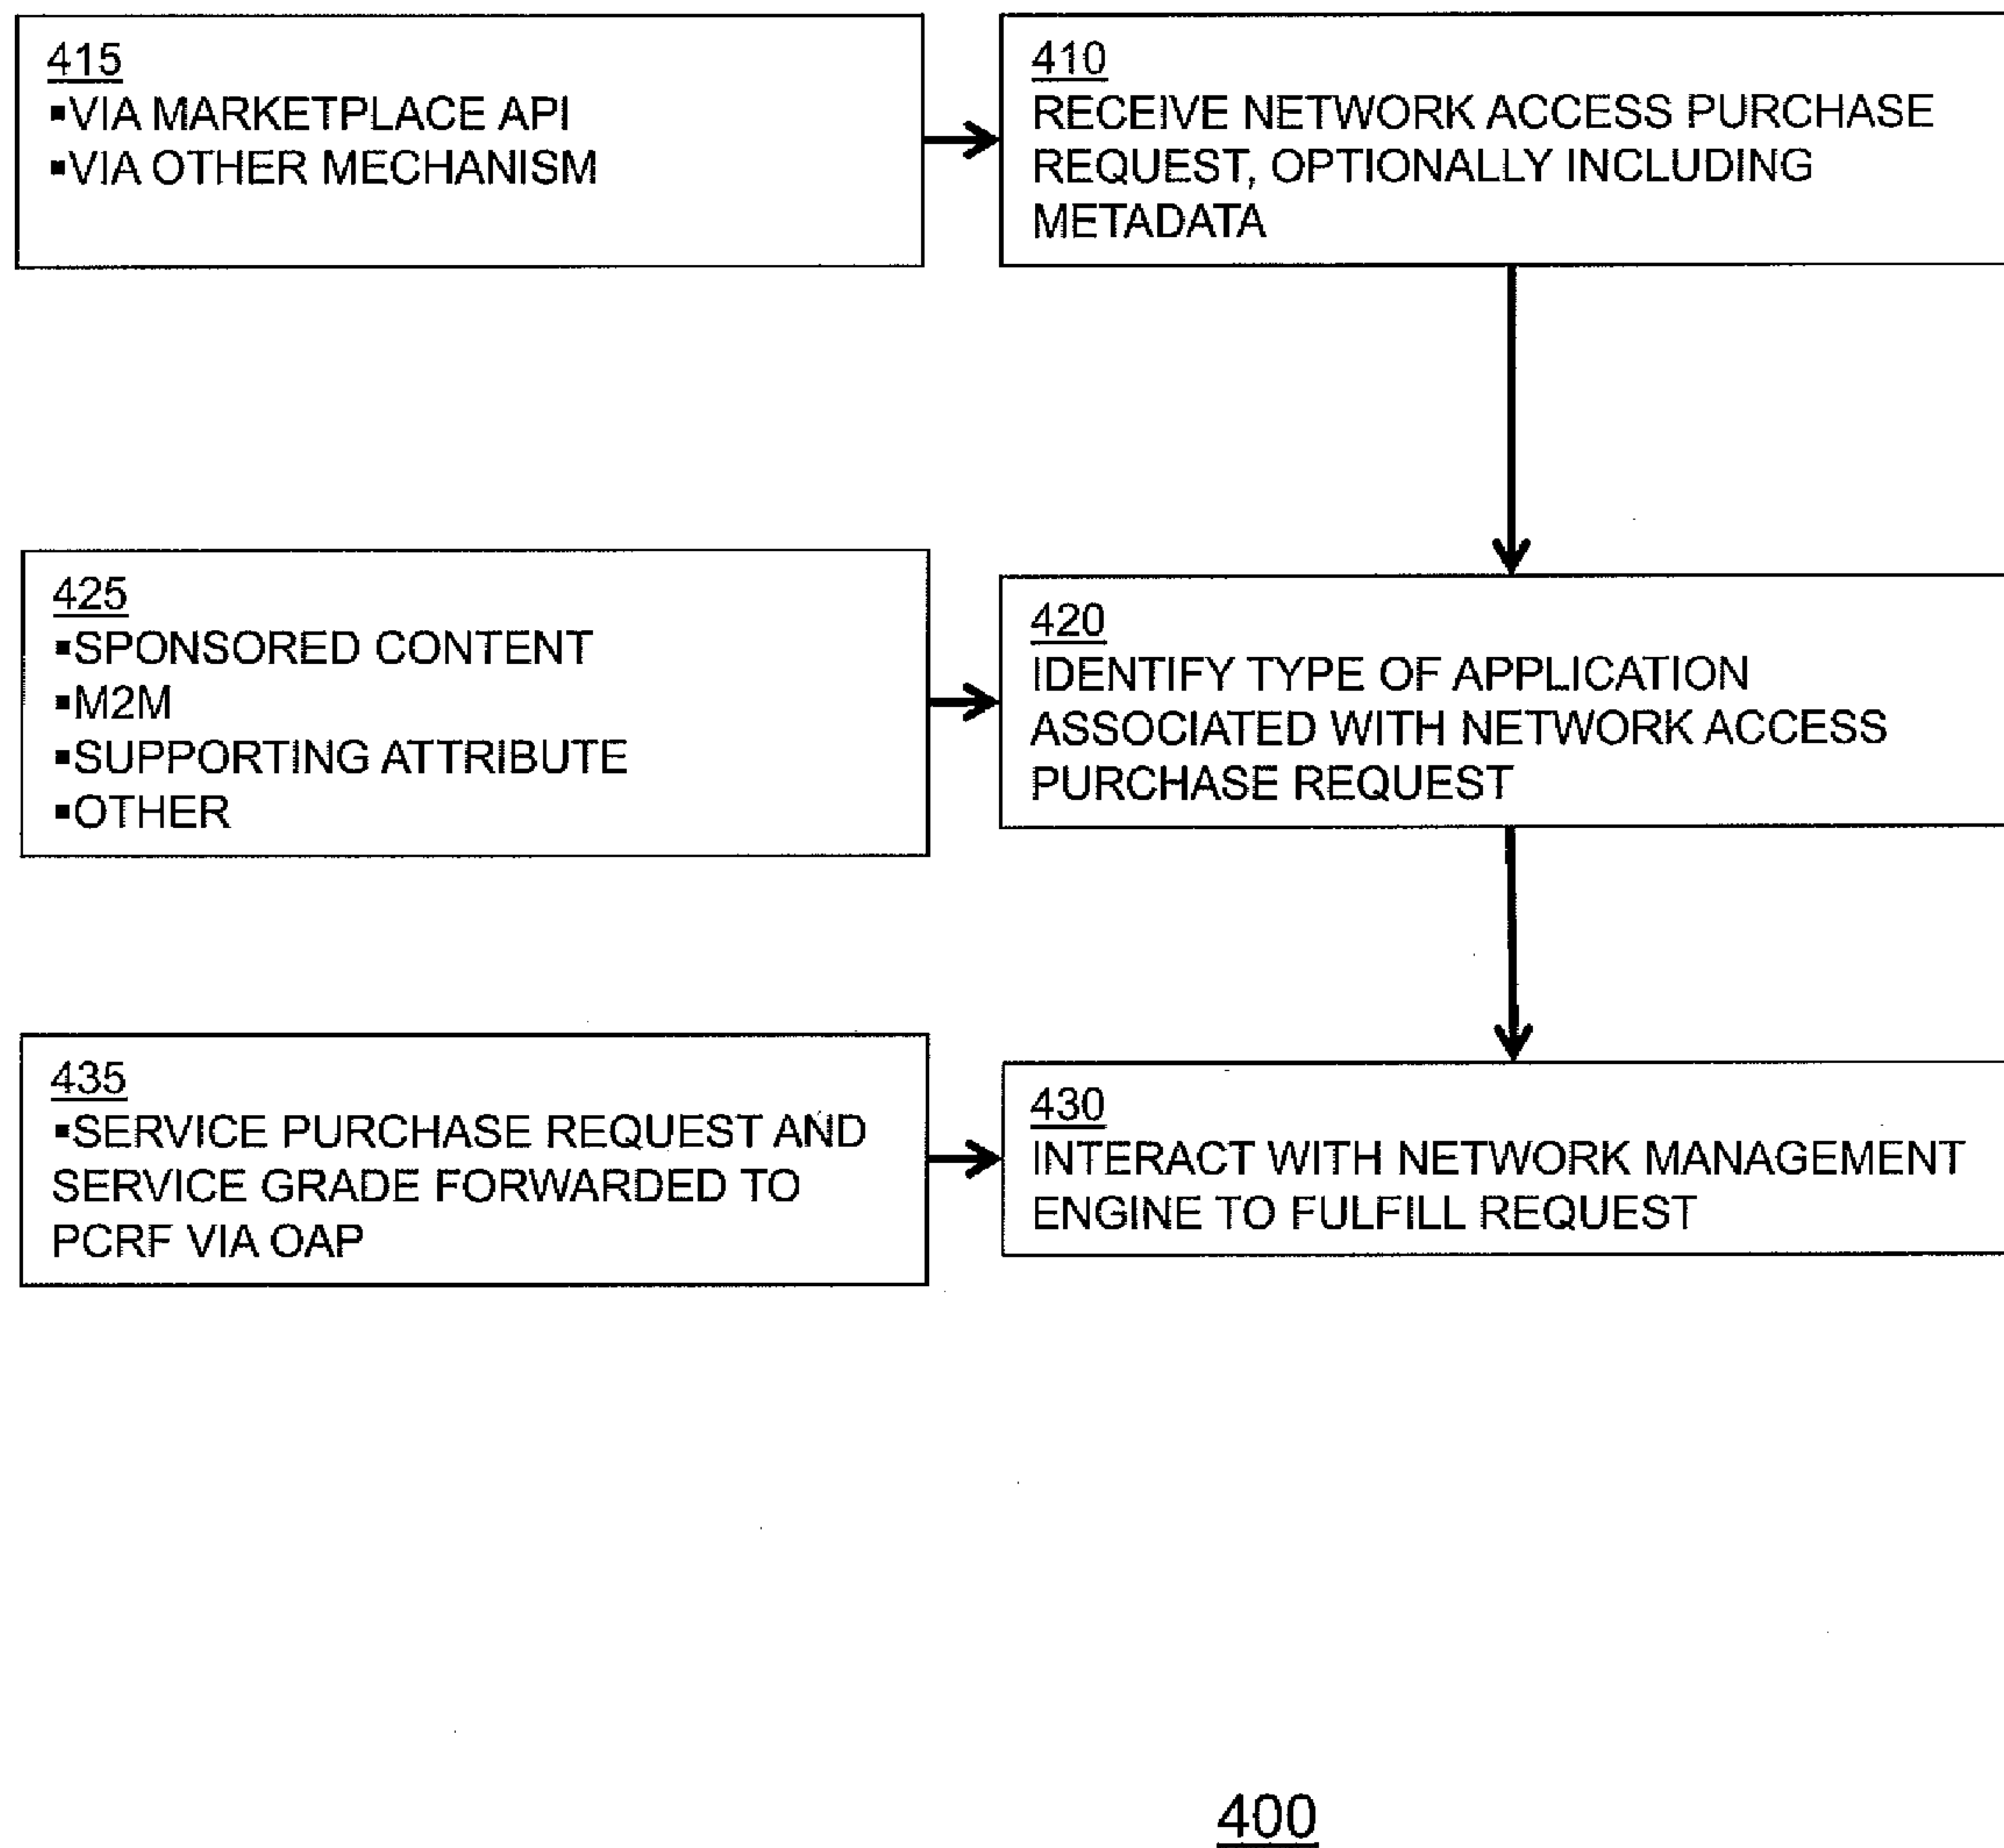 415
▪VIA MARKETPLACE API
▪VIA OTHER MECHANISM
410
RECEIVE NETWORK ACCESS PURCHASE
REQUEST, OPTIONALLY INCLUDING
METADATA
425
▪SPONSORED CONTENT
▪M2M
▪SUPPORTING ATTRIBUTE
▪OTHER
420
IDENTIFY TYPE OF APPLICATION
ASSOCIATED WITH NETWORK ACCESS
PURCHASE REQUEST
435
▪SERVICE PURCHASE REQUEST AND
SERVICE GRADE FORWARDED TO
PCRF VIA OAP
430
INTERACT WITH NETWORK MANAGEMENT
ENGINE TO FULFILL REQUEST
400